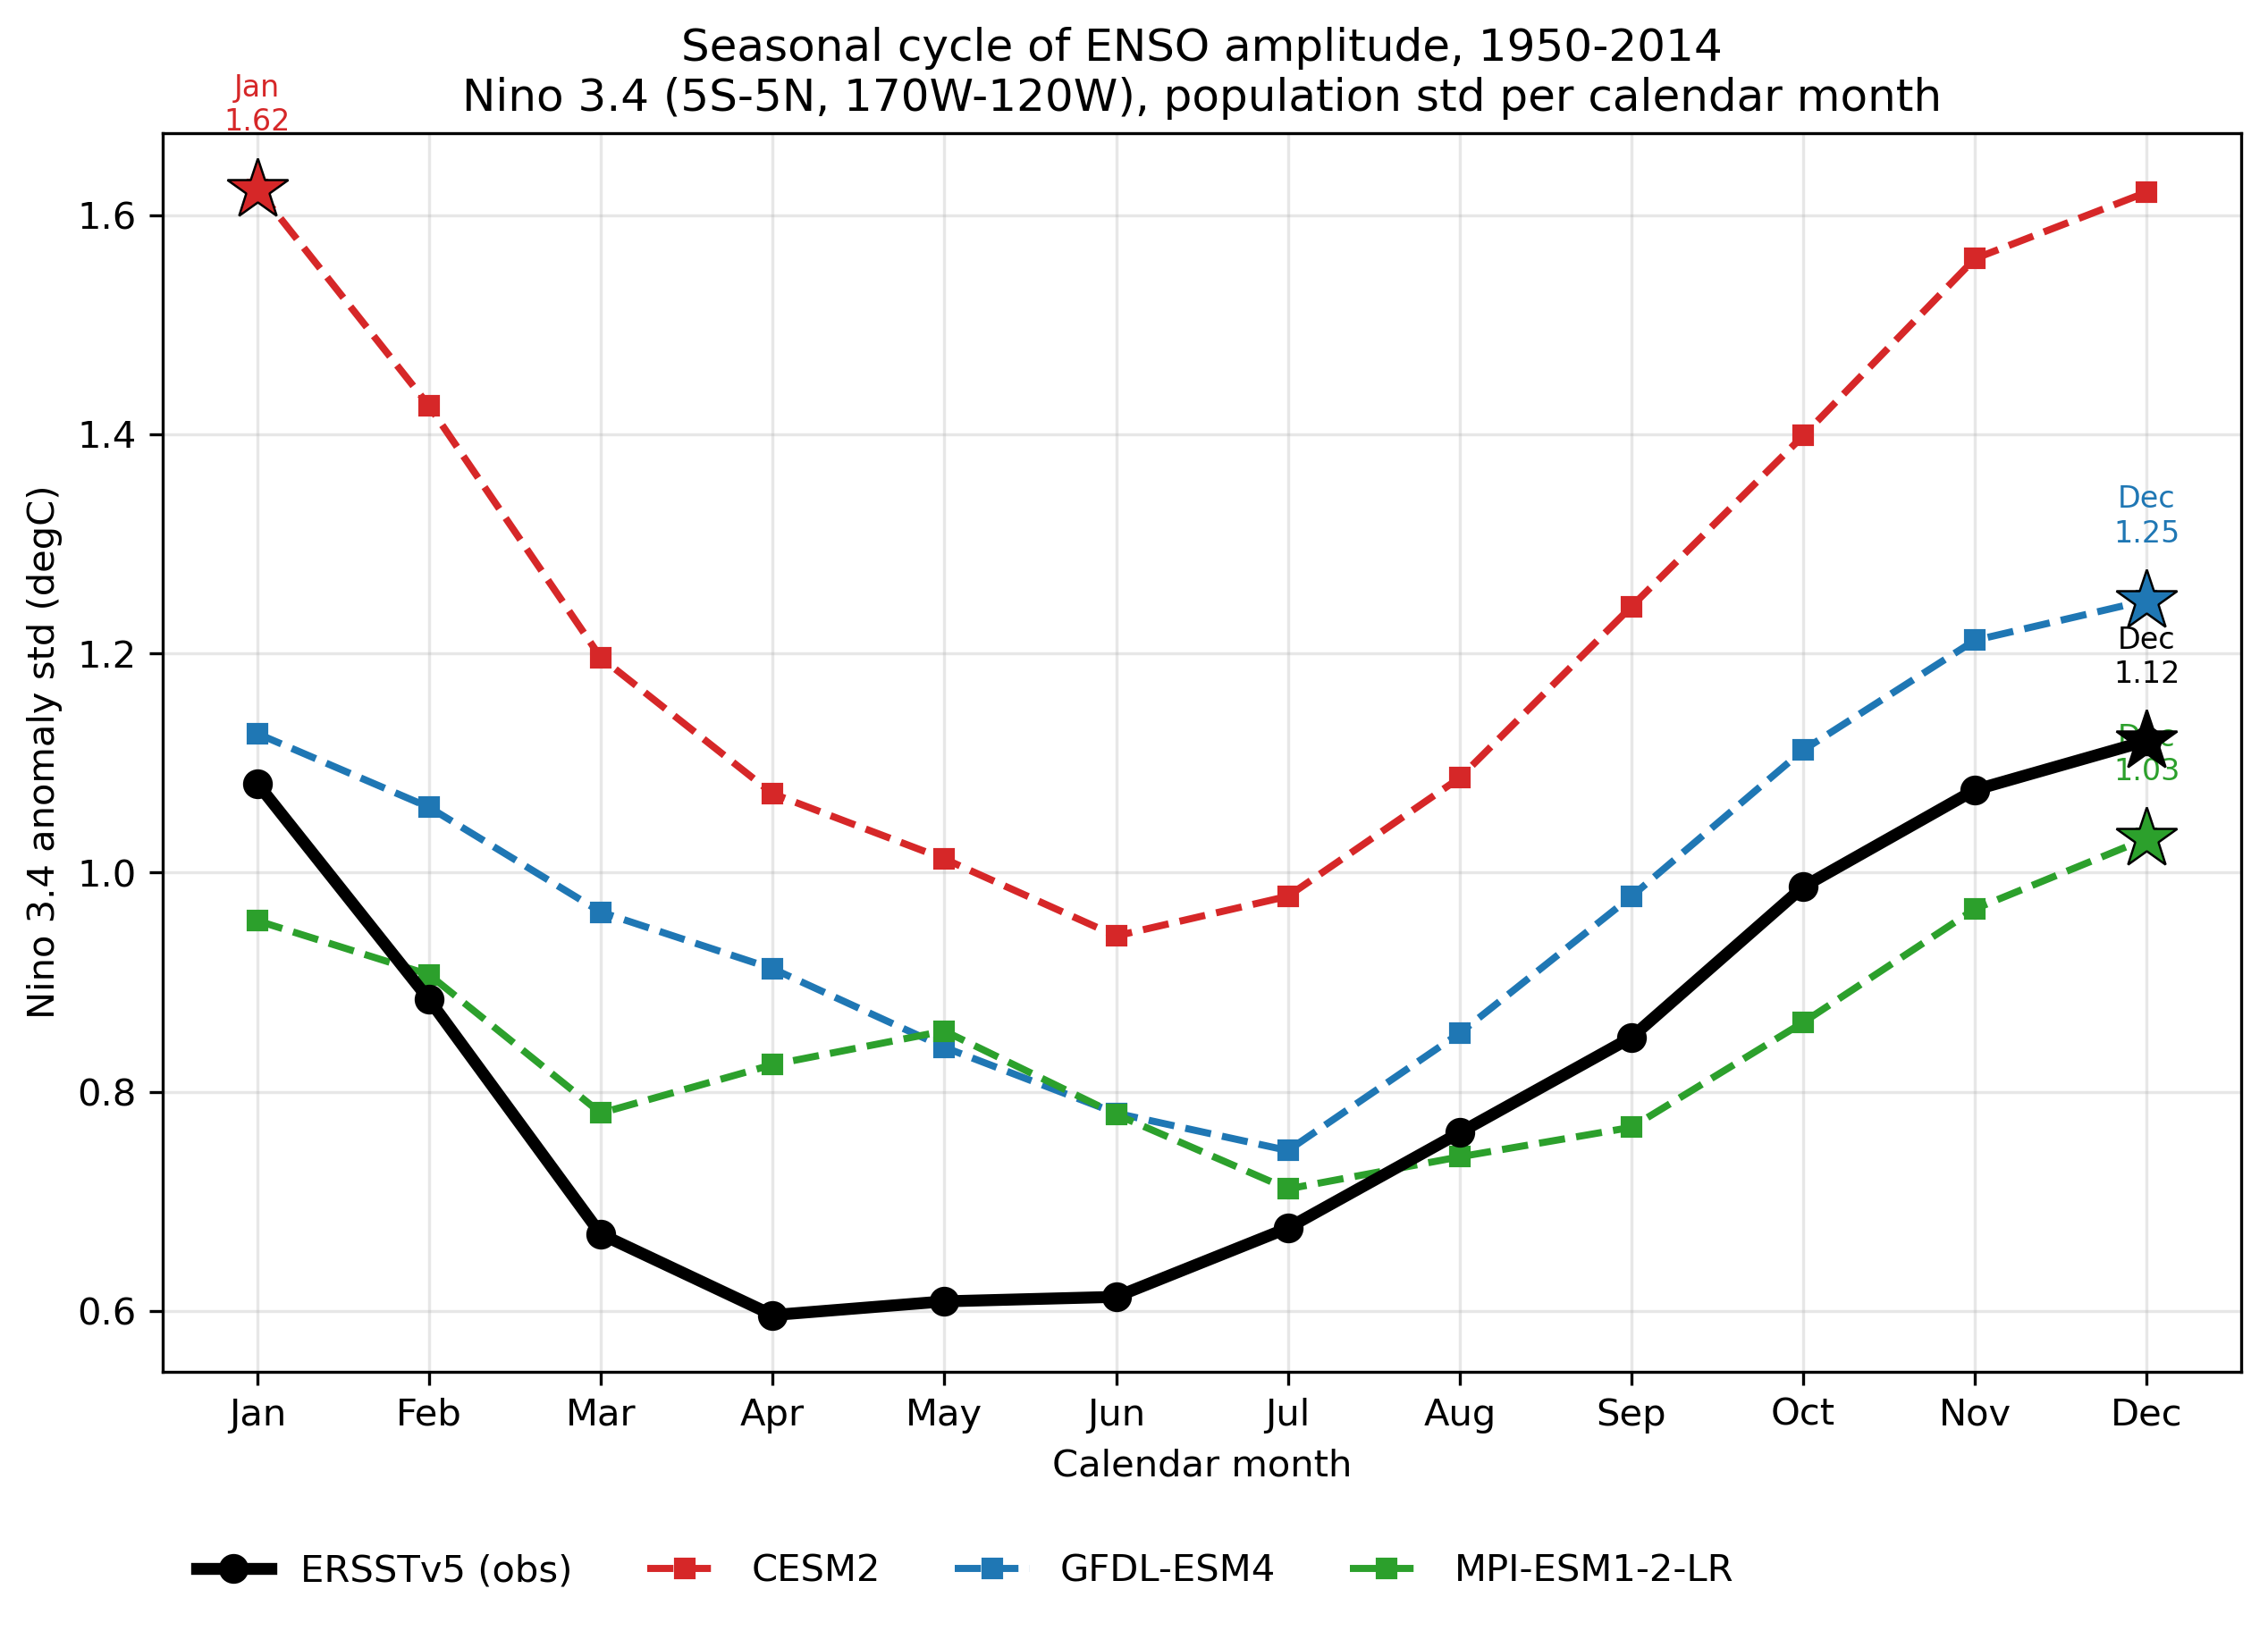 Seasonal cycle of ENSO amplitude, 1950-2014
Nino 3.4 (5S-5N, 170W-120W), population std per calendar month
Jan
1.62
Nino 3.4 anomaly std (degC)
1.6
1.4
1.2
1.0
0.8
0.6
Dec
1.25
Dec
1.12
Dec
1.03
Jan
Feb
Mar
Apr
May
Jun
Jul
Aug
Sep
Oct
Nov
Dec
Calendar month
ERSSTv5 (obs)
CESM2
GFDL-ESM4
MPI-ESM1-2-LR